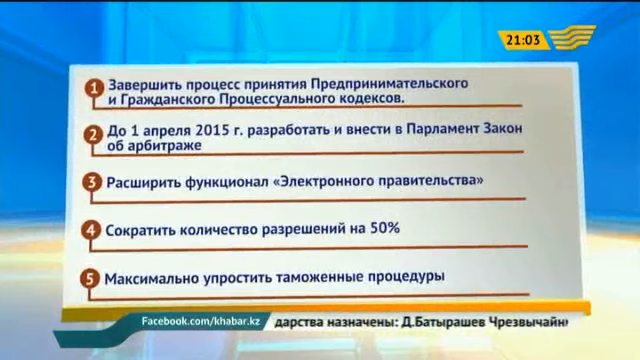 21:03
1 Завершить процесс принятия Предпринимательского
и Гражданского Процессуального кодексов.
2 До 1 апреля 2015 г. разработать и внести в Парламент Закон
об арбитраже
3 Расширить функционал «Электронного правительства»
4 Сократить количество разрешений на 50%
5 Максимально упростить таможенные процедуры
Facebook.com/khabar.kz дарства назначены: Д.Батырашев Чрезвычайн